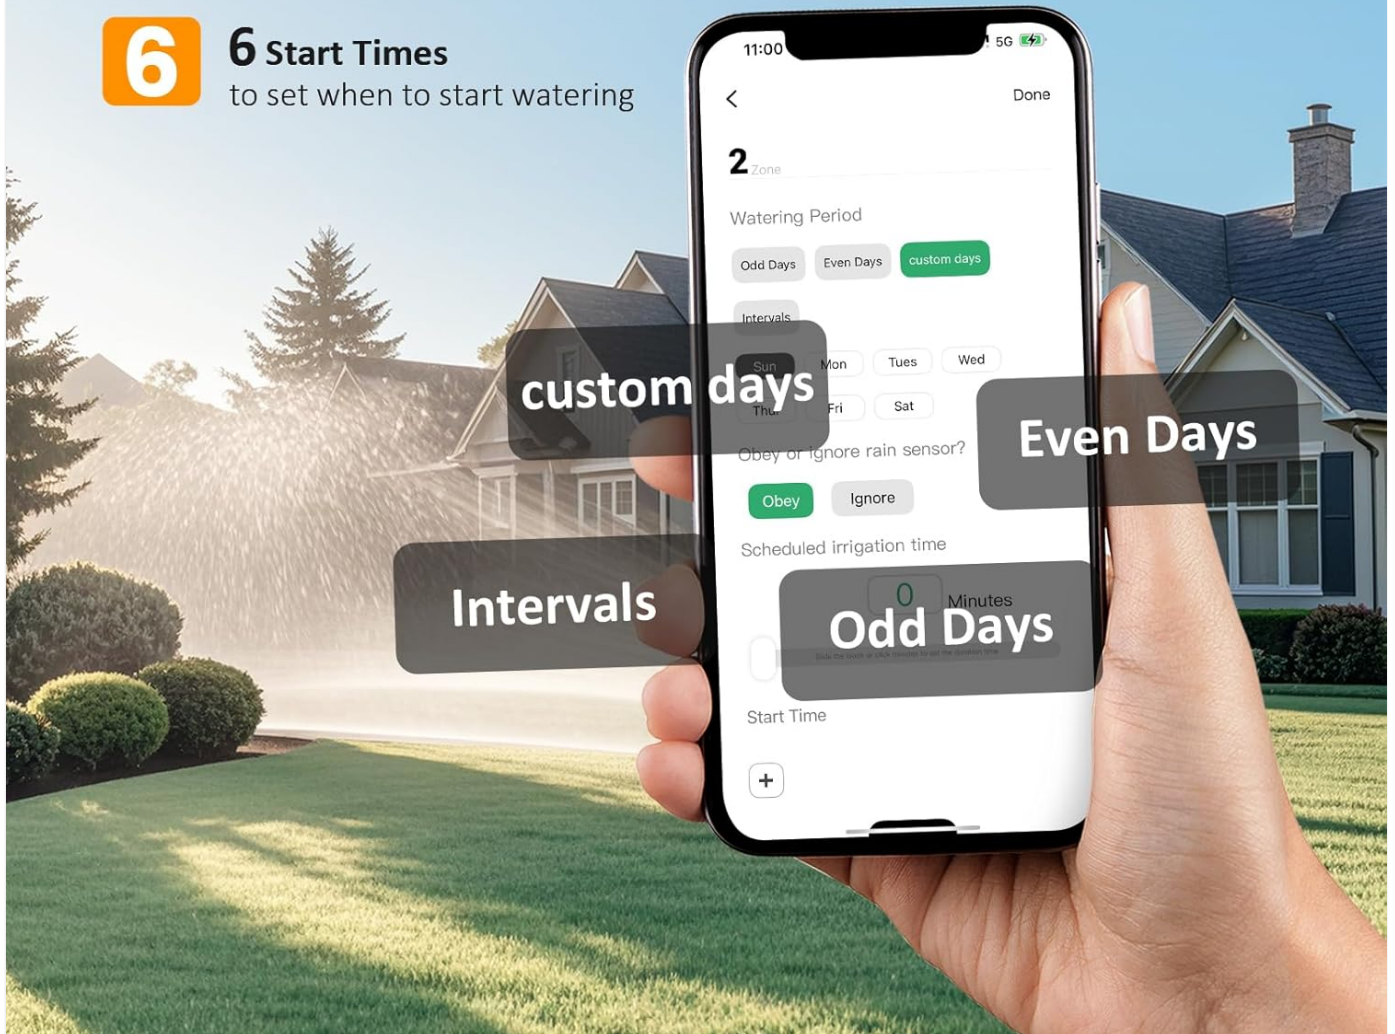 6
6 Start Times
to set when to start watering
11:00
5G
Done
2 Zone
Watering Period
Odd Days Even Days custom days
Intervals
Sun Mon Tues Wed
Thur Fri Sat
custom days
Even Days
Obey or ignore rain sensor?
Obey Ignore
Scheduled irrigation time
0 Minutes
Intervals
Odd Days
Start Time
+